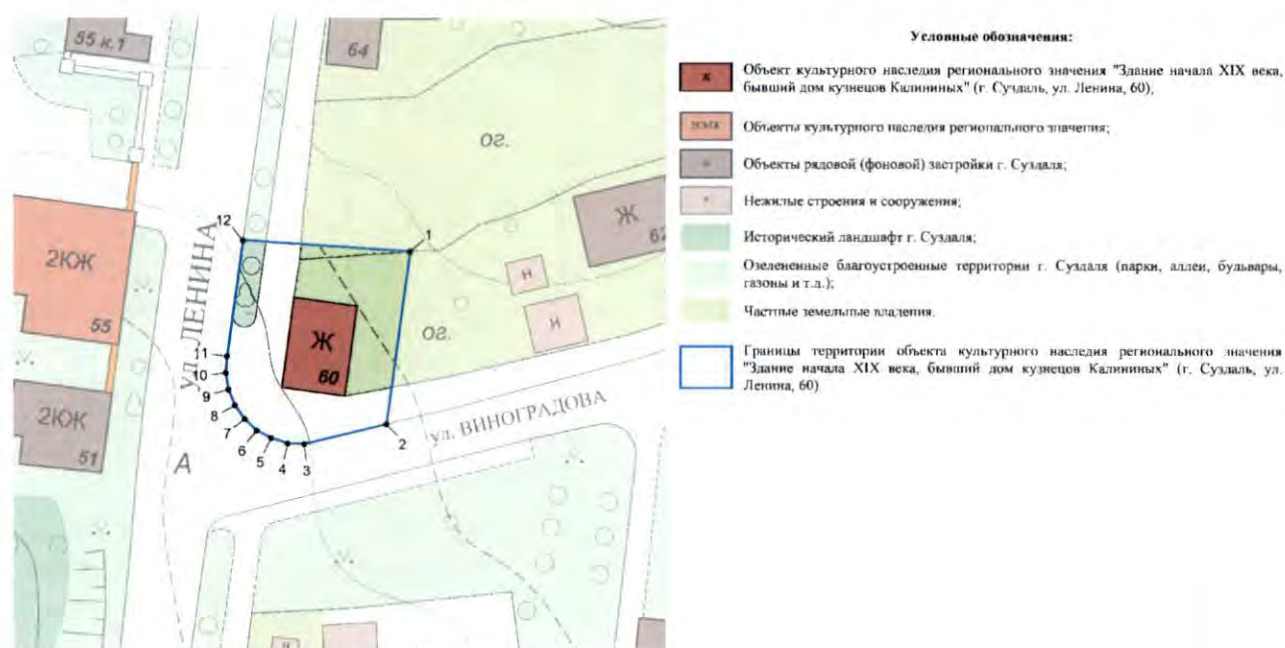 55 к.1
64
ог.
Ж
62
12
1
2КЖ
55
ул. ЛЕНИНА
н
н
ог.
Ж
60
11
10
9
8
7
6
5
4
3
2
ул. ВИНОГРАДОВА
2КЖ
51
А
н
Условные обозначения:
ж
Объект культурного наследия регионального значения "Здание начала XIX века,
бывший дом кузнецов Калининых" (г. Суздаль, ул. Ленина, 60);
Объекты культурного наследия регионального значения;
Объекты рядовой (фоновой) застройки г. Суздаля;
н
Нежилые строения и сооружения;
Исторический ландшафт г. Суздаля;
Озелененные благоустроенные территории г. Суздаля (парки, аллеи, бульвары,
газоны и т.д.);
Частные земельные владения.
Границы территории объекта культурного наследия регионального значения
"Здание начала XIX века, бывший дом кузнецов Калининых" (г. Суздаль, ул.
Ленина, 60)